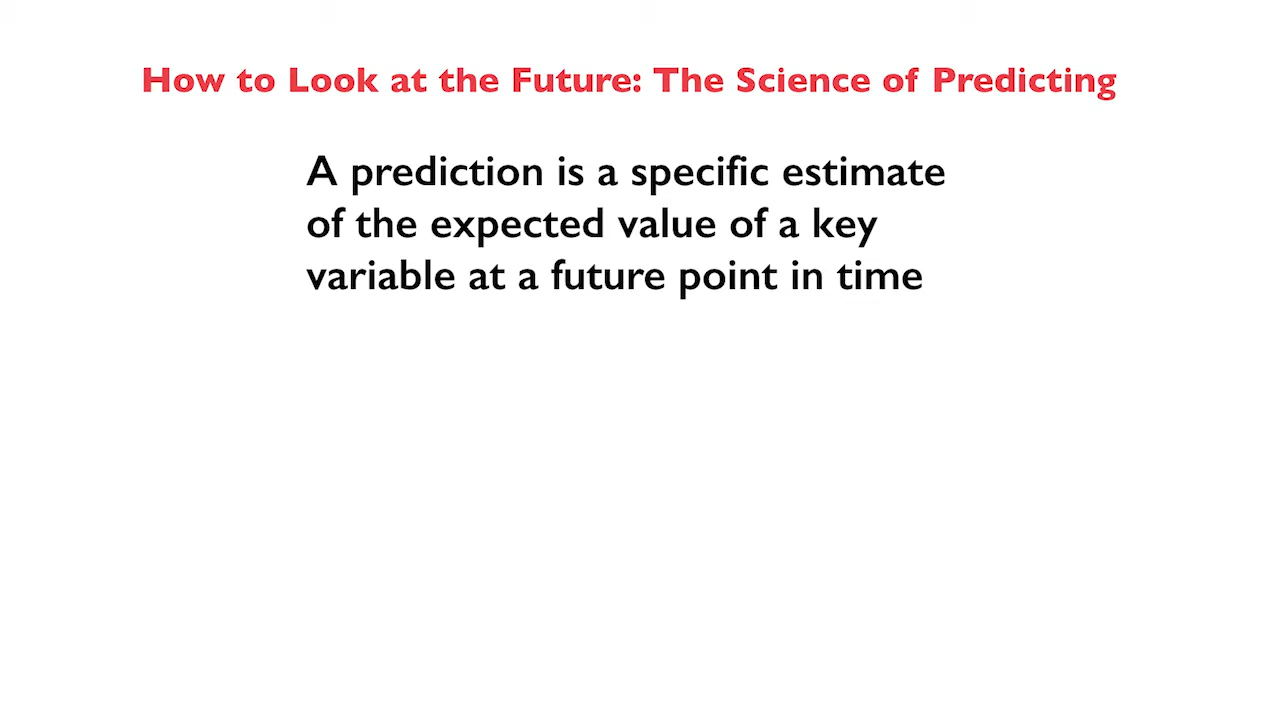 How to Look at the Future: The Science of Predicting
A prediction is a specific estimate
of the expected value of a key
variable at a future point in time